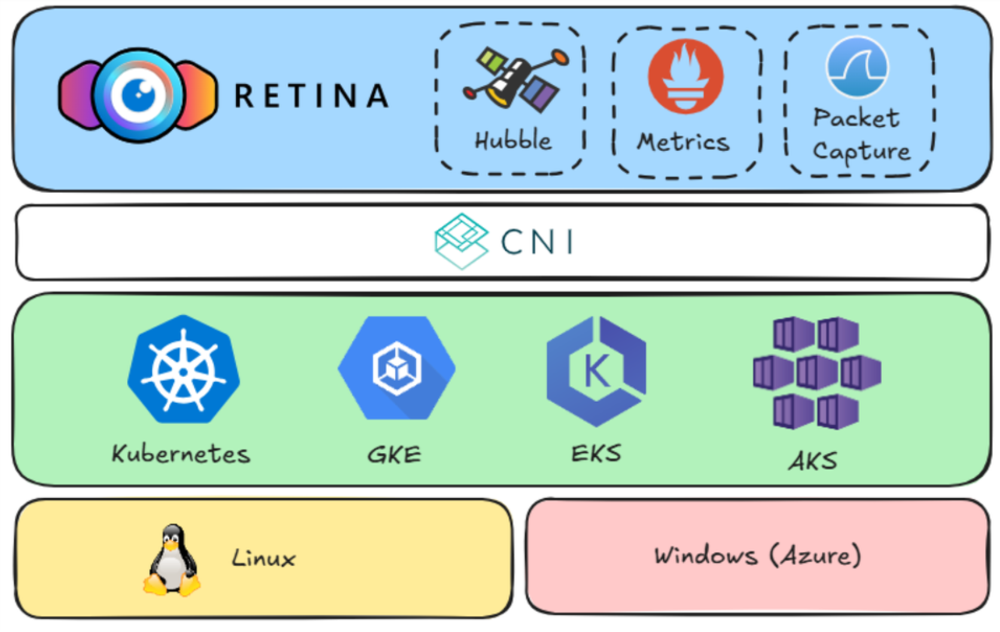 RETINA
Hubble
Metrics
Packet
Capture
CNI
K
Kubernetes
GKE
EKS
AKS
Linux
Windows (Azure)